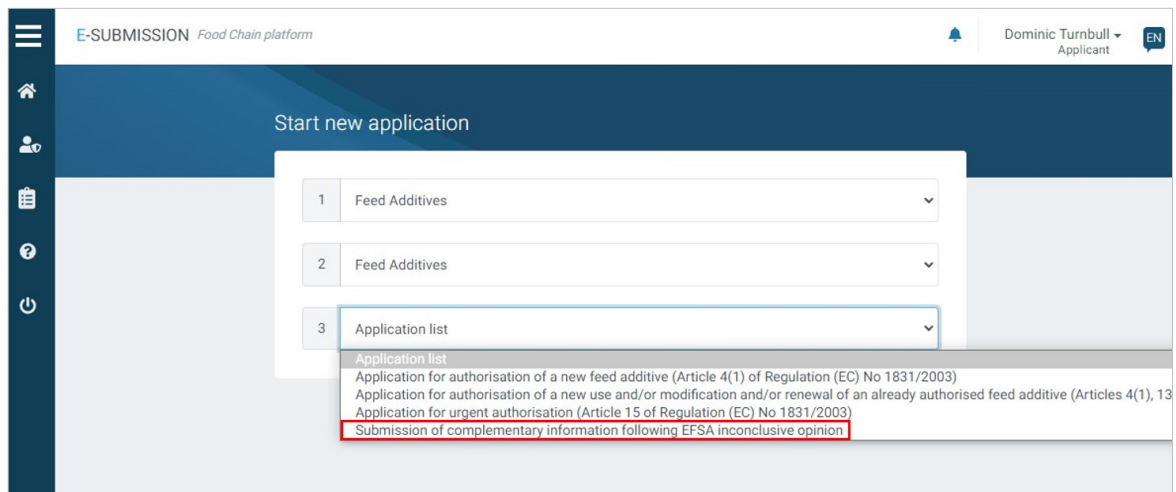 E-SUBMISSION Food Chain platform
Dominic Turnbull
Applicant
EN
Start new application
1 Feed Additives
2 Feed Additives
3 Application list
Application list
Application for authorisation of a new feed additive (Article 4(1) of Regulation (EC) No 1831/2003)
Application for authorisation of a new use and/or modification and/or renewal of an already authorised feed additive (Articles 4(1), 13
Application for urgent authorisation (Article 15 of Regulation (EC) No 1831/2003)
Submission of complementary information following EFSA inconclusive opinion